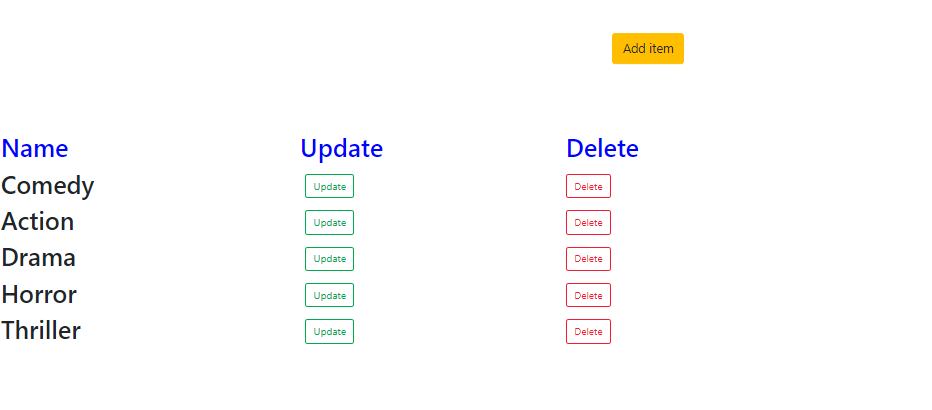 Add item
Name Update Delete
Comedy Update Delete
Action Update Delete
Drama Update Delete
Horror Update Delete
Thriller Update Delete